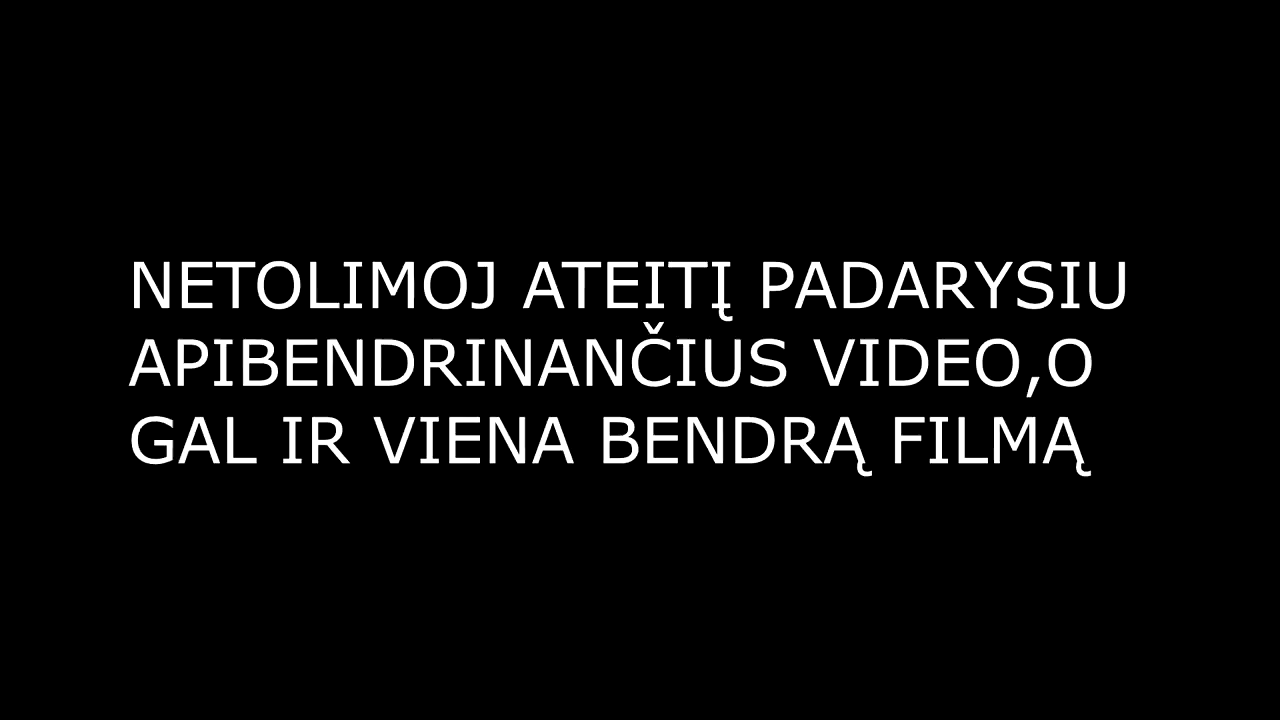 NETOLIMOJ ATEITĮ PADARYSIU
APIBENDRINANČIUS VIDEO,O
GAL IR VIENA BENDRĄ FILMĄ